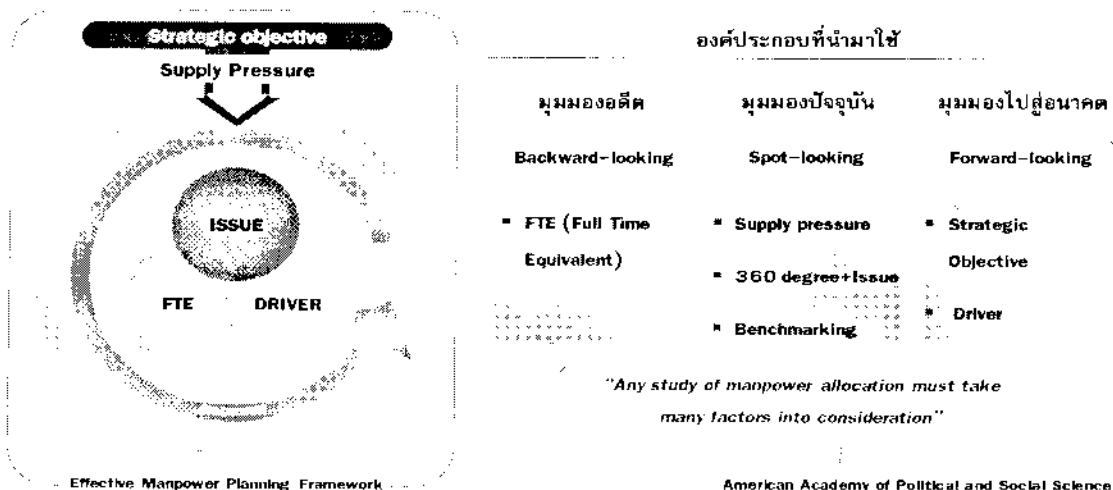 Strategic objective
Supply Pressure
ISSUE
FTE DRIVER
Effective Manpower Planning Framework
องค์ประกอบที่นำมาใช้
มุมมองอดีต มุมมองปัจจุบัน มุมมองไปสู่อนาคต
Backward-looking Spot-looking Forward-looking
▪ FTE (Full Time ▪ Supply pressure ▪ Strategic
Equivalent) Objective
▪ 360 degree+Issue
▪ Driver
▪ Benchmarking
"Any study of manpower allocation must take
many factors into consideration"
American Academy of Political and Social Science